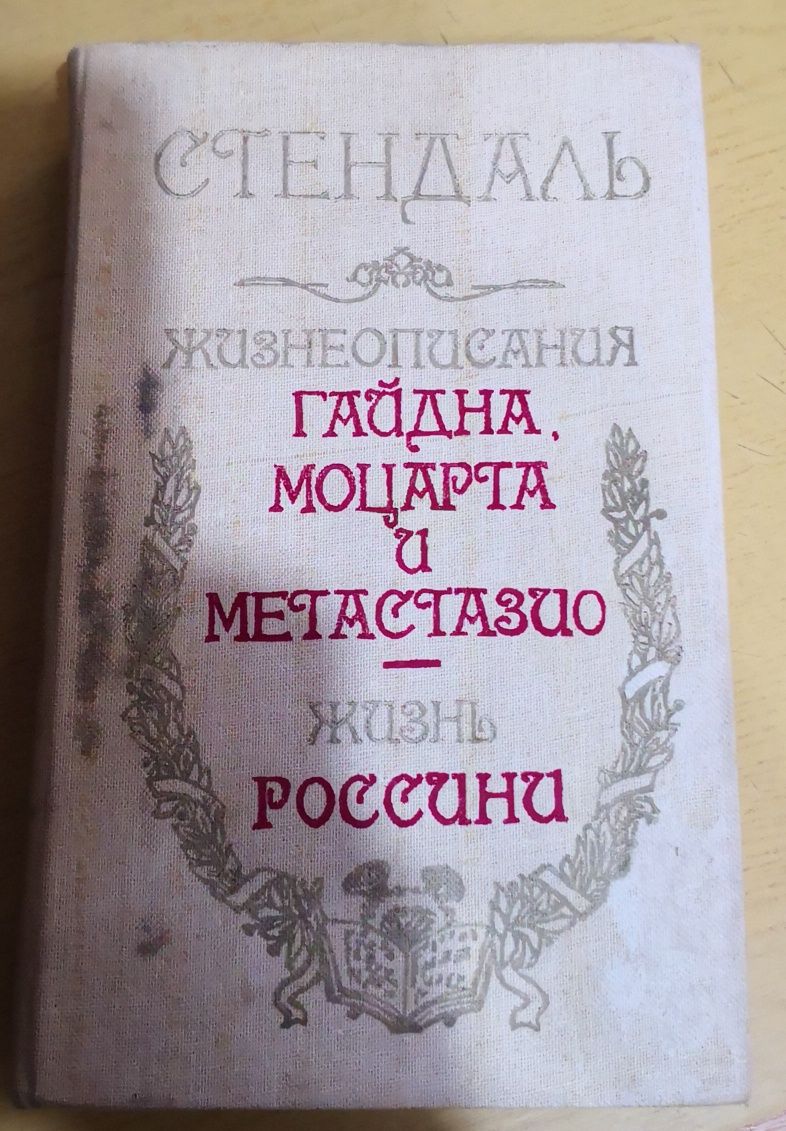 СТЕНДАЛЬ
ЖИЗНЕОПИСАНИЯ
ГАЙДНА,
МОЦАРТА
И
МЕТАСТАЗИО
—
ЖИЗНЬ
РОССИНИ